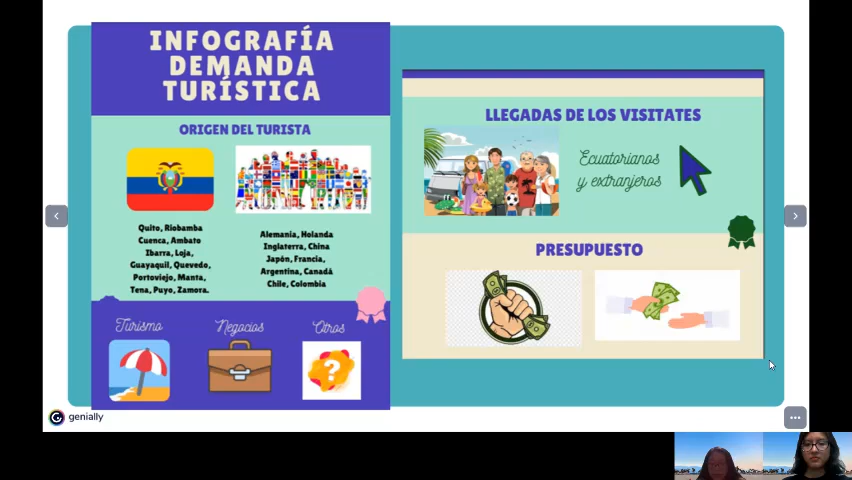 INFOGRAFÍA
DEMANDA
TURÍSTICA
ORIGEN DEL TURISTA
Quito, Riobamba
Cuenca, Ambato
Ibarra, Loja,
Guayaquil, Quevedo,
Portoviejo, Manta,
Tena, Puyo, Zamora.
Alemania, Holanda
Inglaterra, China
Japón, Francia,
Argentina, Canadá
Chile, Colombia
Turismo
Negocios
Otros
?
LLEGADAS DE LOS VISITATES
Ecuatorianos
y extranjeros
PRESUPUESTO
genially